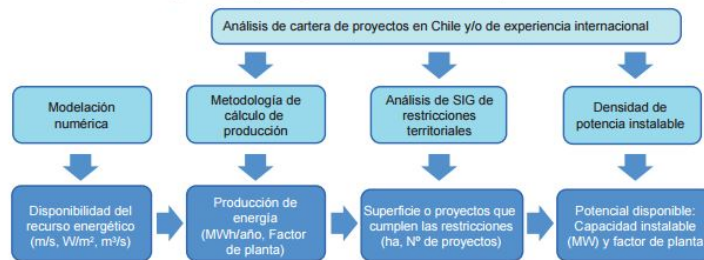 Análisis de cartera de proyectos en Chile y/o de experiencia internacional
Modelación
numérica
Metodología de
cálculo de
producción
Análisis de SIG de
restricciones
territoriales
Densidad de
potencia instalable
Disponibilidad del
recurso energético
(m/s, W/m², m³/s)
Producción de
energía
(MWh/año, Factor
de planta)
Superficie o proyectos que
cumplen las restricciones
(ha, Nº de proyectos)
Potencial disponible:
Capacidad instalable
(MW) y factor de planta